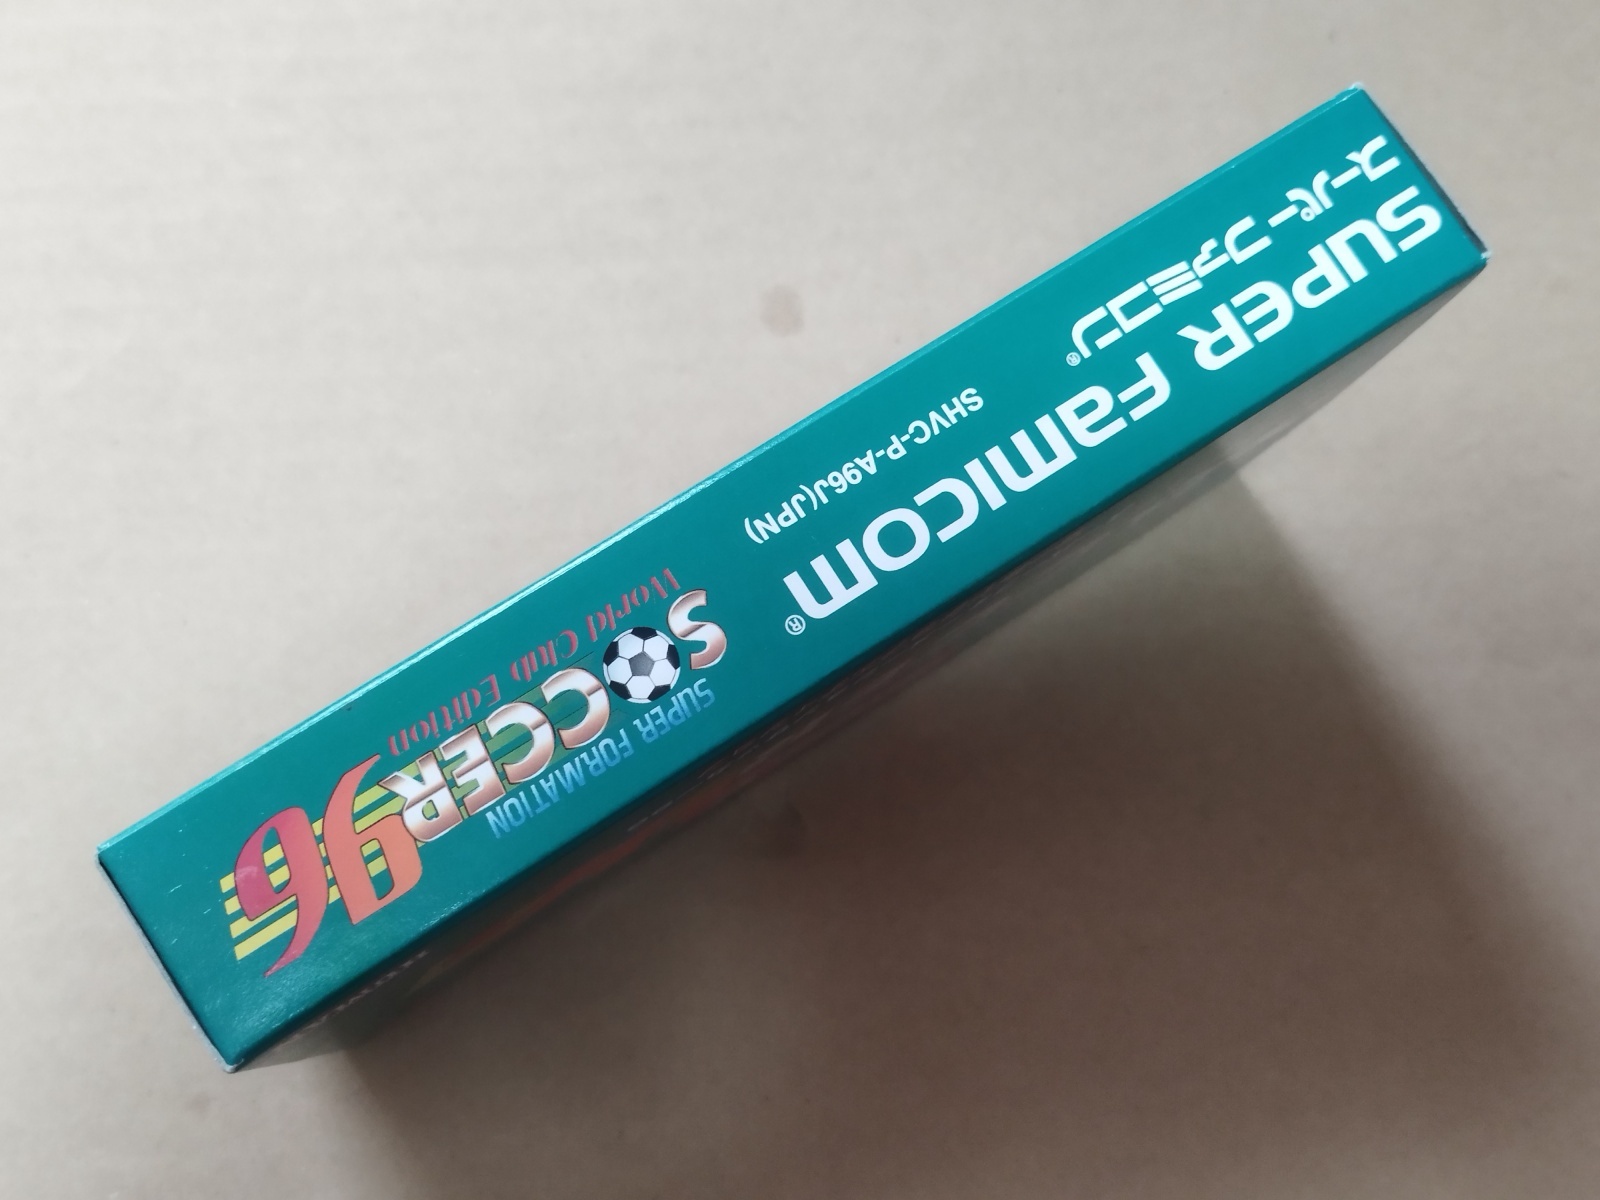 スーパーファミコン®
SUPER FAMICOM®
SHVC-P-A96J(JPN)
SUPER FORMATION
SOCCER 96
World Club Edition